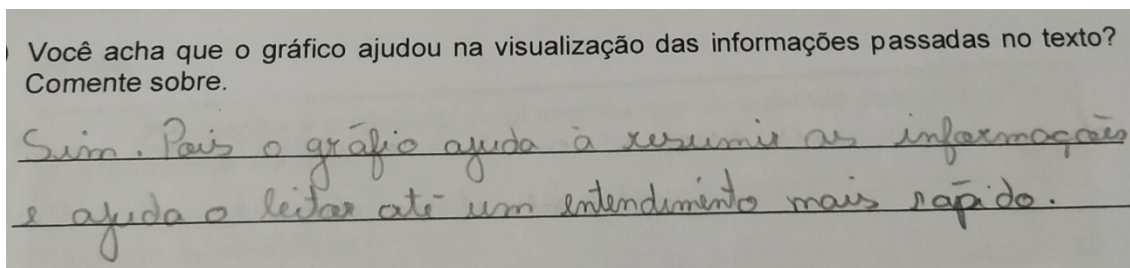 Você acha que o gráfico ajudou na visualização das informações passadas no texto?
Comente sobre.
Sim. Pois o gráfio ajuda à resumir as informações
e ajuda o leitor até um entendimento mais rápido.